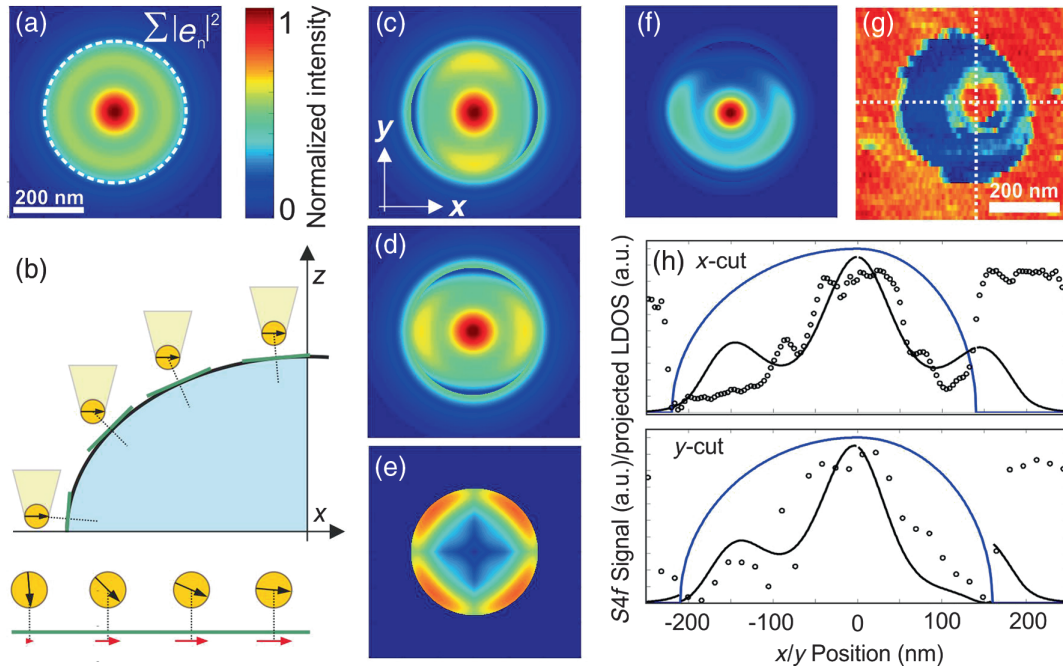 (a)
∑|eₙ|²
200 nm
1
0
Normalized intensity
(c)
y
x
(f)
(g)
200 nm
(b)
z
x
(d)
(e)
(h)
x-cut
y-cut
S4f Signal (a.u.)/projected LDOS (a.u.)
-200
-100
0
100
200
x/y Position (nm)